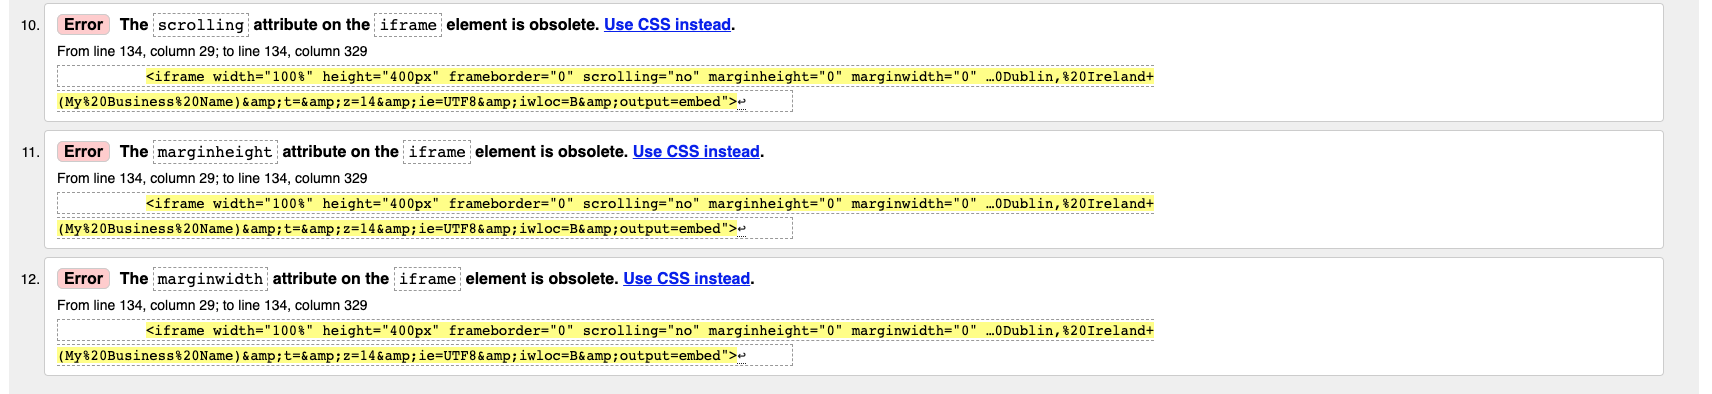 10. Error The scrolling attribute on the iframe element is obsolete. Use CSS instead.
From line 134, column 29; to line 134, column 329
<iframe width="100%" height="400px" frameborder="0" scrolling="no" marginheight="0" marginwidth="0" …0Dublin,%20Ireland+
(My%20Business%20Name)&amp;t=&amp;z=14&amp;ie=UTF8&amp;iwloc=B&amp;output=embed">↩
11. Error The marginheight attribute on the iframe element is obsolete. Use CSS instead.
From line 134, column 29; to line 134, column 329
<iframe width="100%" height="400px" frameborder="0" scrolling="no" marginheight="0" marginwidth="0" …0Dublin,%20Ireland+
(My%20Business%20Name)&amp;t=&amp;z=14&amp;ie=UTF8&amp;iwloc=B&amp;output=embed">↩
12. Error The marginwidth attribute on the iframe element is obsolete. Use CSS instead.
From line 134, column 29; to line 134, column 329
<iframe width="100%" height="400px" frameborder="0" scrolling="no" marginheight="0" marginwidth="0" …0Dublin,%20Ireland+
(My%20Business%20Name)&amp;t=&amp;z=14&amp;ie=UTF8&amp;iwloc=B&amp;output=embed">↩